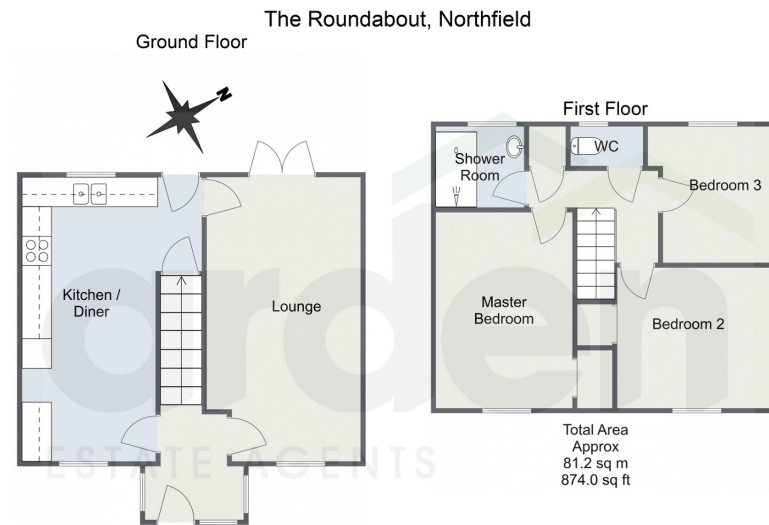 The Roundabout, Northfield
Ground Floor
N
Kitchen /
Diner
Lounge
First Floor
Shower
Room
WC
Bedroom 3
Master
Bedroom
Bedroom 2
Total Area
Approx
81.2 sq m
874.0 sq ft
arden
ESTATE AGENTS